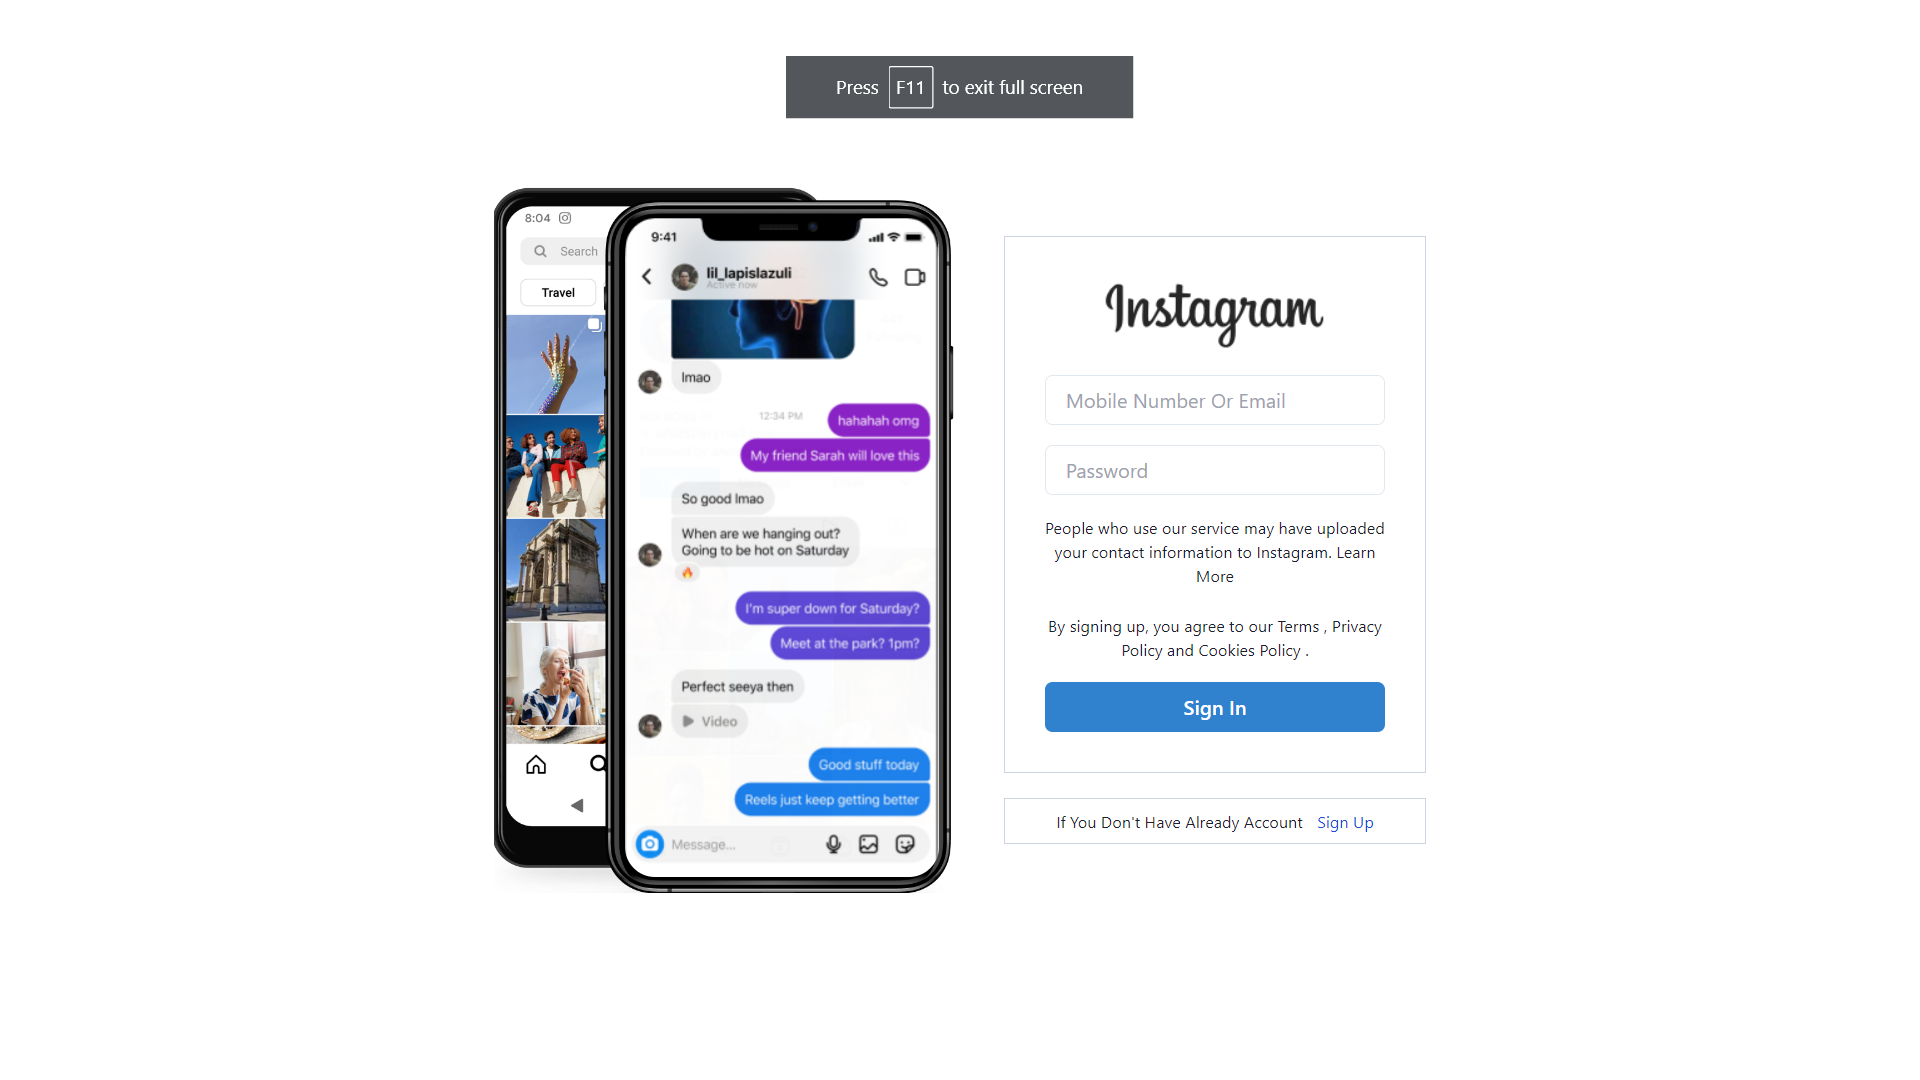 Press F11 to exit full screen
8:04
Search
Travel
9:41
lil_lapislazuli
Active now
lmao
12:34 PM
hahahah omg
My friend Sarah will love this
So good lmao
When are we hanging out?
Going to be hot on Saturday
I'm super down for Saturday?
Meet at the park? 1pm?
Perfect seeya then
Video
Good stuff today
Reels just keep getting better
Message...
Instagram
Mobile Number Or Email
Password
People who use our service may have uploaded
your contact information to Instagram. Learn
More
By signing up, you agree to our Terms , Privacy
Policy and Cookies Policy .
Sign In
If You Don't Have Already Account Sign Up